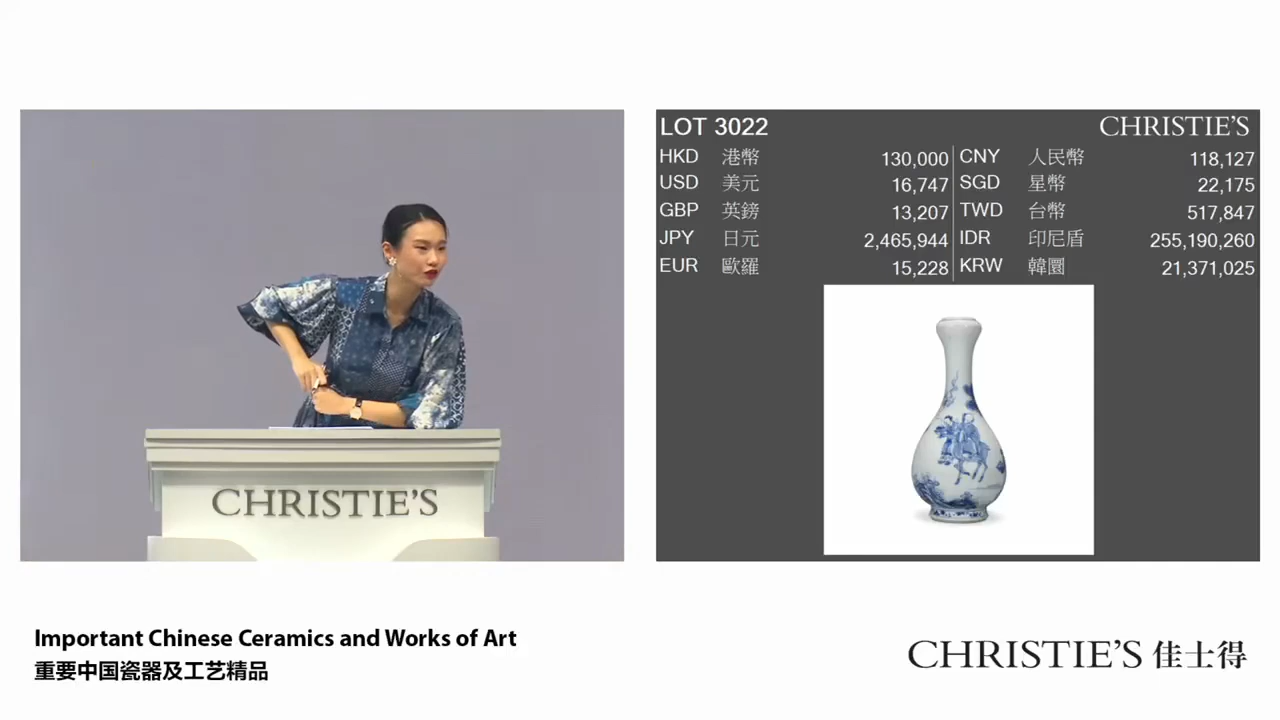 CHRISTIE'S
LOT 3022 CHRISTIE'S
HKD 港幣 130,000 CNY 人民幣 118,127
USD 美元 16,747 SGD 星幣 22,175
GBP 英鎊 13,207 TWD 台幣 517,847
JPY 日元 2,465,944 IDR 印尼盾 255,190,260
EUR 歐羅 15,228 KRW 韓圜 21,371,025
Important Chinese Ceramics and Works of Art
重要中国瓷器及工艺精品
CHRISTIE'S 佳士得